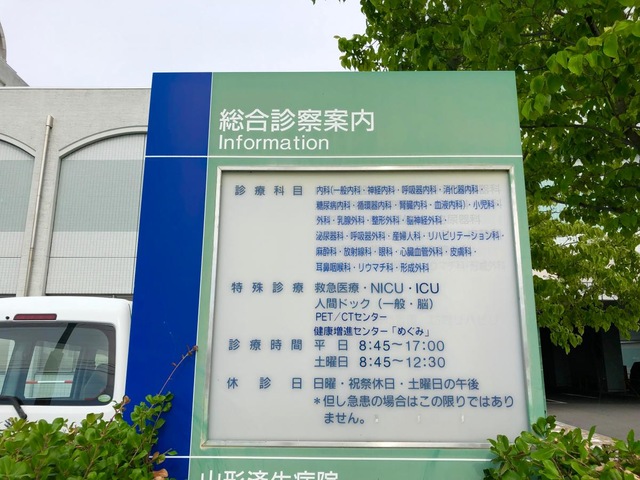 総合診察案内
Information
診療科目 内科(一般内科・神経内科・呼吸器内科・消化器内科・
糖尿病内科・循環器内科・腎臓内科・血液内科)・小児科・
外科・乳腺外科・整形外科・脳神経外科・
泌尿器科・呼吸器外科・産婦人科・リハビリテーション科・
麻酔科・放射線科・眼科・心臓血管外科・皮膚科・
耳鼻咽喉科・リウマチ科・形成外科
特殊診療 救急医療・NICU・ICU
人間ドック(一般・脳)
PET/CTセンター
健康増進センター「めぐみ」
診療時間 平日 8:45〜17:00
土曜日 8:45〜12:30
休診日 日曜・祝祭休日・土曜日の午後
*但し急患の場合はこの限りではあり
ません。
山形済生病院